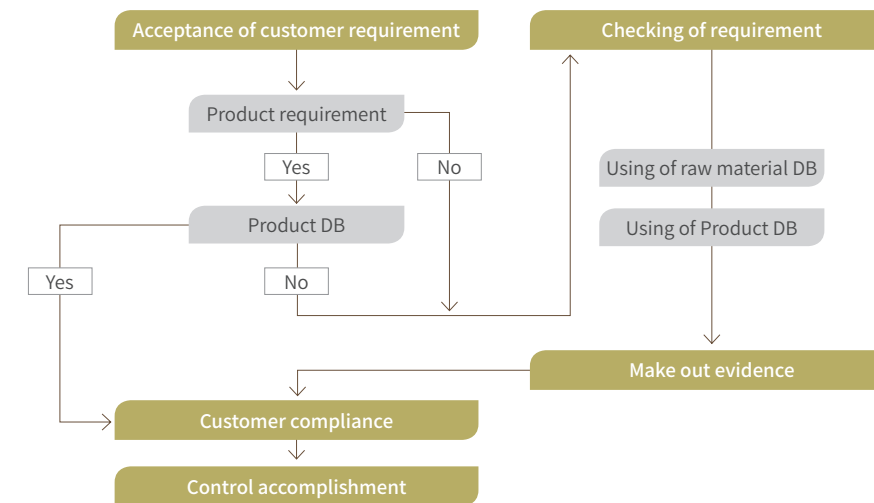 Acceptance of customer requirement
Checking of requirement
Product requirement
Yes
No
Using of raw material DB
Product DB
Using of Product DB
Yes
No
Make out evidence
Customer compliance
Control accomplishment